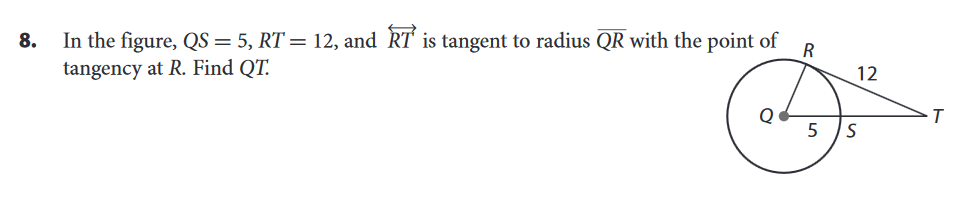 8. In the figure, QS = 5, RT = 12, and RT is tangent to radius QR with the point of
tangency at R. Find QT.
R
12
Q
T
5
S